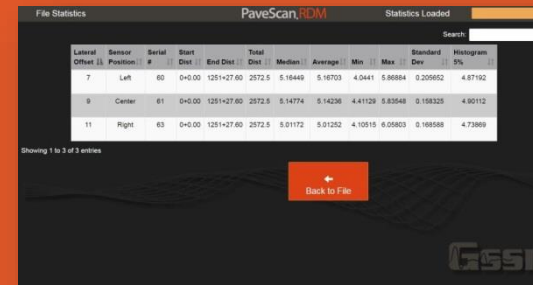 File Statistics
PaveScan RDM
Statistics Loaded
Search:
Lateral Offset Sensor Position Serial # Start Dist End Dist Total Dist Median Average Min Max Standard Dev Histogram 5%
7 Left 60 0+0.00 1251+27.60 2572.5 5.16449 5.16703 4.0441 5.86884 0.205652 4.87192
9 Center 61 0+0.00 1251+27.60 2572.5 5.14774 5.14236 4.41129 5.83548 0.158325 4.90112
11 Right 63 0+0.00 1251+27.60 2572.5 5.01172 5.01252 4.10515 6.05803 0.168588 4.73869
Showing 1 to 3 of 3 entries
Back to File
GSSI